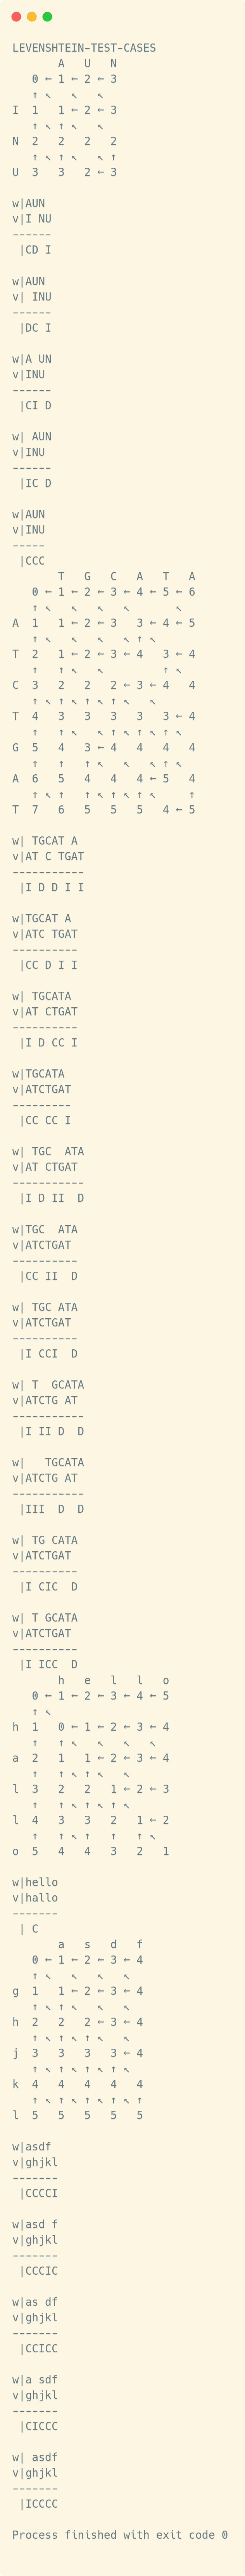 LEVENSHTEIN-TEST-CASES
       A   U   N
   0 ← 1 ← 2 ← 3
   ↑ ↖   ↖   ↖
I  1   1 ← 2 ← 3
   ↑ ↖ ↑ ↖   ↖
N  2   2   2   2
   ↑ ↖ ↑ ↖   ↖ ↑
U  3   3   2 ← 3

w|AUN
v|I NU
------
 |CD I

w|AUN
v| INU
------
 |DC I

w|A UN
v|INU
------
 |CI D

w| AUN
v|INU
------
 |IC D

w|AUN
v|INU
-----
 |CCC
       T   G   C   A   T   A
   0 ← 1 ← 2 ← 3 ← 4 ← 5 ← 6
   ↑ ↖   ↖   ↖   ↖       ↖
A  1   1 ← 2 ← 3   3 ← 4 ← 5
   ↑ ↖   ↖   ↖   ↖ ↑ ↖
T  2   1 ← 2 ← 3 ← 4   3 ← 4
   ↑   ↑ ↖   ↖         ↑ ↖
C  3   2   2   2 ← 3 ← 4   4
   ↑ ↖ ↑ ↖ ↑ ↖ ↑ ↖   ↖
T  4   3   3   3   3   3 ← 4
   ↑   ↑ ↖   ↖ ↑ ↖ ↑ ↖ ↑ ↖
G  5   4   3 ← 4   4   4   4
   ↑   ↑   ↑ ↖   ↖   ↖ ↑ ↖
A  6   5   4   4   4 ← 5   4
   ↑ ↖ ↑   ↑ ↖ ↑ ↖ ↑ ↖     ↑
T  7   6   5   5   5   4 ← 5

w| TGCAT A
v|AT C TGAT
-----------
 |I D D I I

w|TGCAT A
v|ATC TGAT
----------
 |CC D I I

w| TGCATA
v|AT CTGAT
----------
 |I D CC I

w|TGCATA
v|ATCTGAT
---------
 |CC CC I

w| TGC  ATA
v|AT CTGAT
-----------
 |I D II  D

w|TGC  ATA
v|ATCTGAT
----------
 |CC II  D

w| TGC ATA
v|ATCTGAT
----------
 |I CCI  D

w| T  GCATA
v|ATCTG AT
-----------
 |I II D  D

w|   TGCATA
v|ATCTG AT
-----------
 |III  D  D

w| TG CATA
v|ATCTGAT
----------
 |I CIC  D

w| T GCATA
v|ATCTGAT
----------
 |I ICC  D
       h   e   l   l   o
   0 ← 1 ← 2 ← 3 ← 4 ← 5
   ↑ ↖
h  1   0 ← 1 ← 2 ← 3 ← 4
   ↑   ↑ ↖   ↖   ↖   ↖
a  2   1   1 ← 2 ← 3 ← 4
   ↑   ↑ ↖ ↑ ↖   ↖
l  3   2   2   1 ← 2 ← 3
   ↑   ↑ ↖ ↑ ↖ ↑ ↖
l  4   3   3   2   1 ← 2
   ↑   ↑ ↖ ↑   ↑   ↑ ↖
o  5   4   4   3   2   1

w|hello
v|hallo
-------
 | C
       a   s   d   f
   0 ← 1 ← 2 ← 3 ← 4
   ↑ ↖   ↖   ↖   ↖
g  1   1 ← 2 ← 3 ← 4
   ↑ ↖ ↑ ↖   ↖   ↖
h  2   2   2 ← 3 ← 4
   ↑ ↖ ↑ ↖ ↑ ↖   ↖
j  3   3   3   3 ← 4
   ↑ ↖ ↑ ↖ ↑ ↖ ↑ ↖
k  4   4   4   4   4
   ↑ ↖ ↑ ↖ ↑ ↖ ↑ ↖ ↑
l  5   5   5   5   5

w|asdf
v|ghjkl
-------
 |CCCCI

w|asd f
v|ghjkl
-------
 |CCCIC

w|as df
v|ghjkl
-------
 |CCICC

w|a sdf
v|ghjkl
-------
 |CICCC

w| asdf
v|ghjkl
-------
 |ICCCC

Process finished with exit code 0